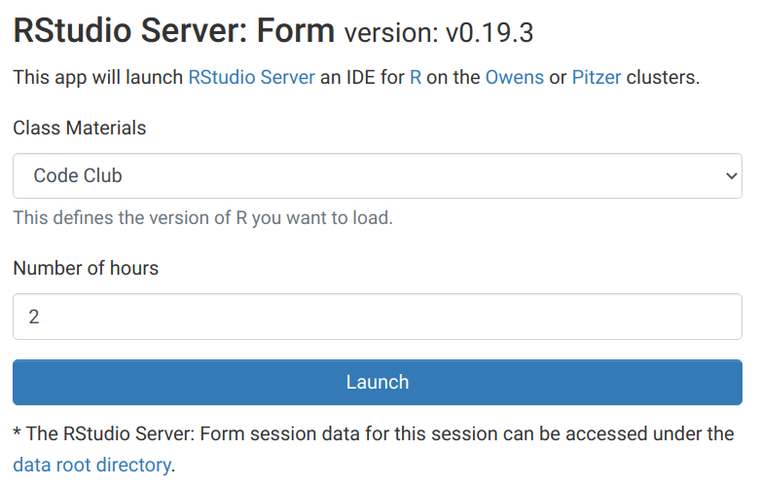 RStudio Server: Form version: v0.19.3
This app will launch RStudio Server an IDE for R on the Owens or Pitzer clusters.
Class Materials
Code Club
This defines the version of R you want to load.
Number of hours
2
Launch
* The RStudio Server: Form session data for this session can be accessed under the
data root directory.